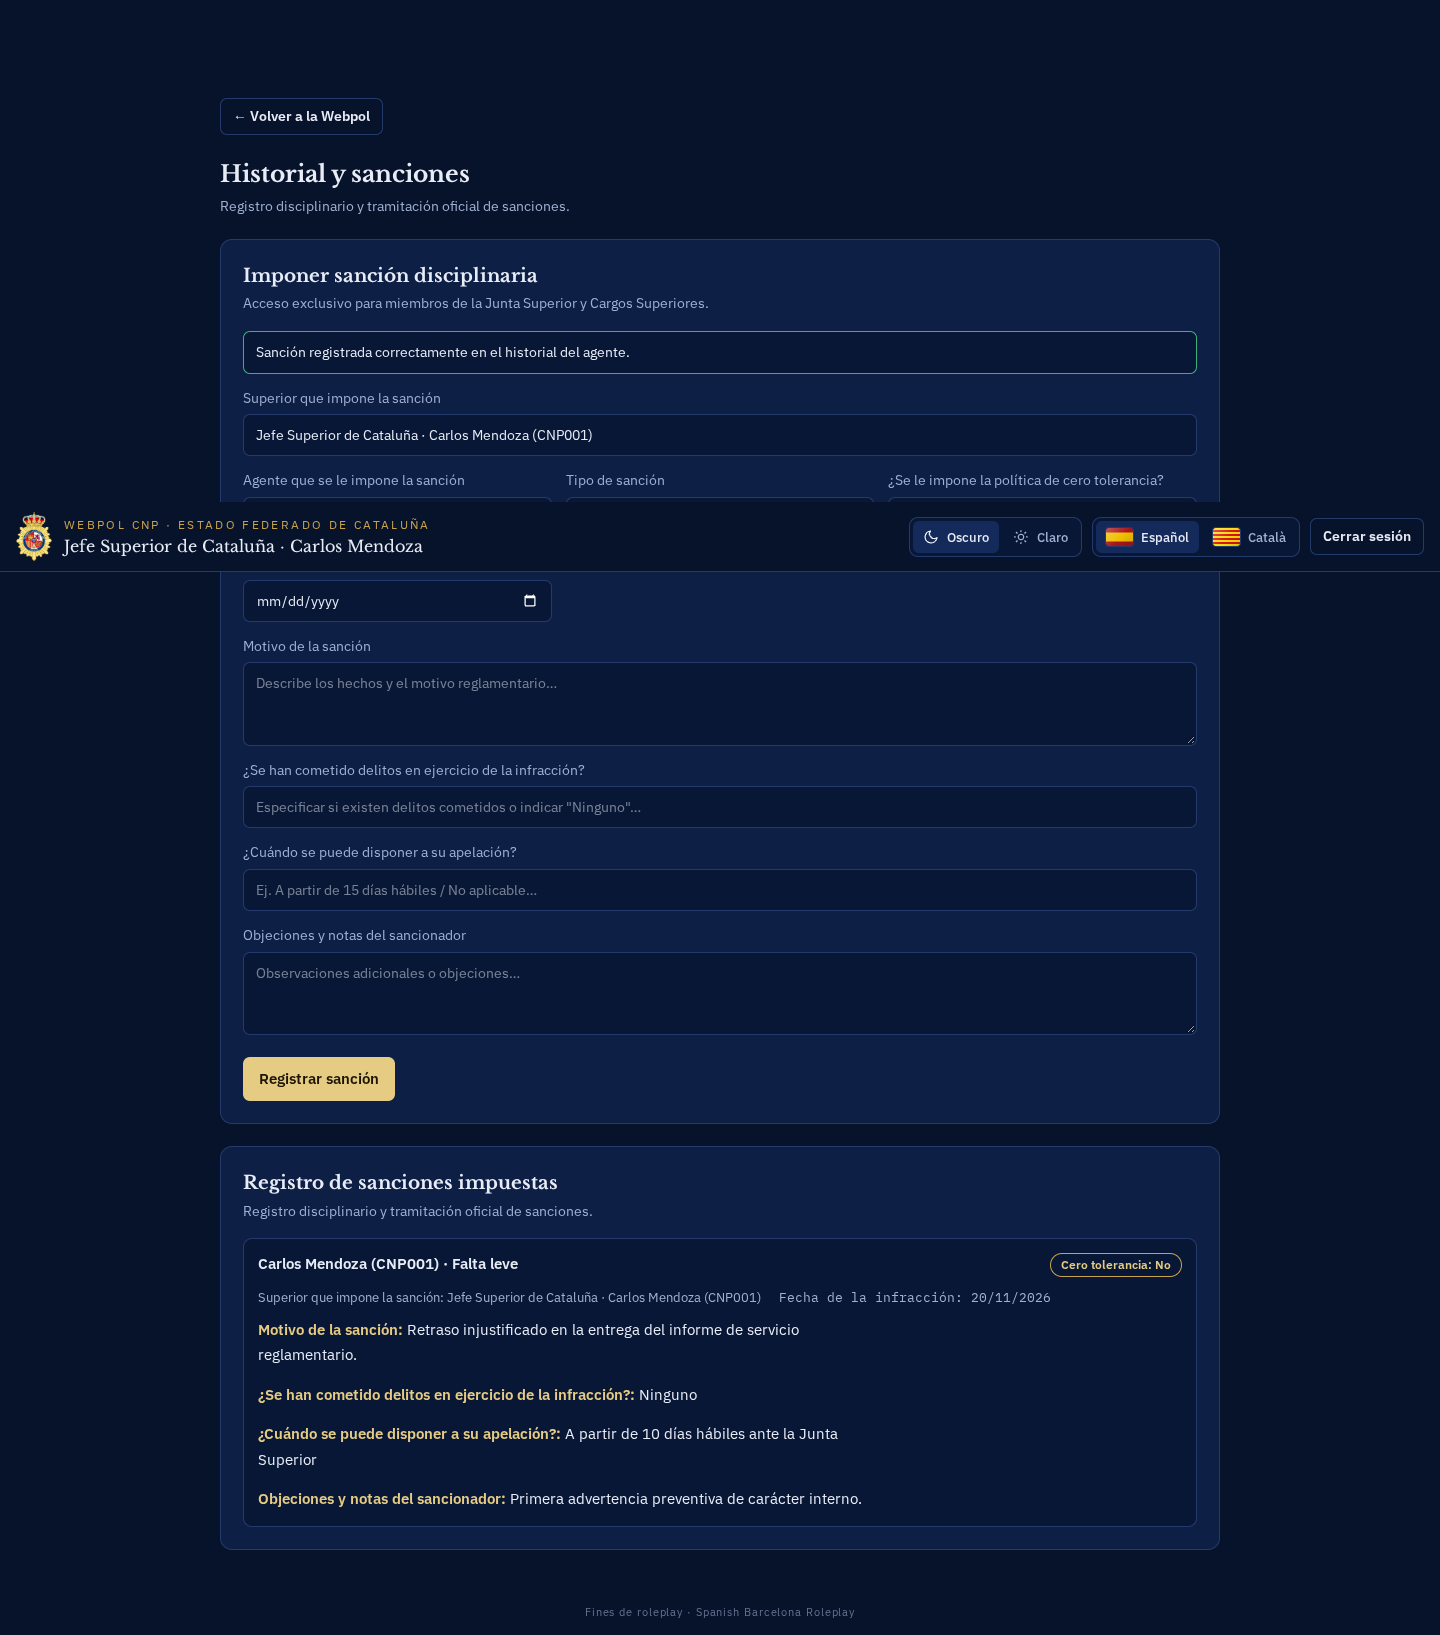 ← Volver a la Webpol
Historial y sanciones
Registro disciplinario y tramitación oficial de sanciones.
Imponer sanción disciplinaria
Acceso exclusivo para miembros de la Junta Superior y Cargos Superiores.
Sanción registrada correctamente en el historial del agente.
Superior que impone la sanción
Jefe Superior de Cataluña · Carlos Mendoza (CNP001)
Agente que se le impone la sanción
Tipo de sanción
¿Se le impone la política de cero tolerancia?
WEBPOL CNP · ESTADO FEDERADO DE CATALUÑA
Jefe Superior de Cataluña · Carlos Mendoza
Oscuro
Claro
Español
Català
Cerrar sesión
mm/dd/yyyy
Motivo de la sanción
Describe los hechos y el motivo reglamentario…
¿Se han cometido delitos en ejercicio de la infracción?
Especificar si existen delitos cometidos o indicar "Ninguno"…
¿Cuándo se puede disponer a su apelación?
Ej. A partir de 15 días hábiles / No aplicable…
Objeciones y notas del sancionador
Observaciones adicionales o objeciones…
Registrar sanción
Registro de sanciones impuestas
Registro disciplinario y tramitación oficial de sanciones.
Carlos Mendoza (CNP001) · Falta leve
Cero tolerancia: No
Superior que impone la sanción: Jefe Superior de Cataluña · Carlos Mendoza (CNP001)
Fecha de la infracción: 20/11/2026
Motivo de la sanción: Retraso injustificado en la entrega del informe de servicio
reglamentario.
¿Se han cometido delitos en ejercicio de la infracción?: Ninguno
¿Cuándo se puede disponer a su apelación?: A partir de 10 días hábiles ante la Junta
Superior
Objeciones y notas del sancionador: Primera advertencia preventiva de carácter interno.
Fines de roleplay · Spanish Barcelona Roleplay